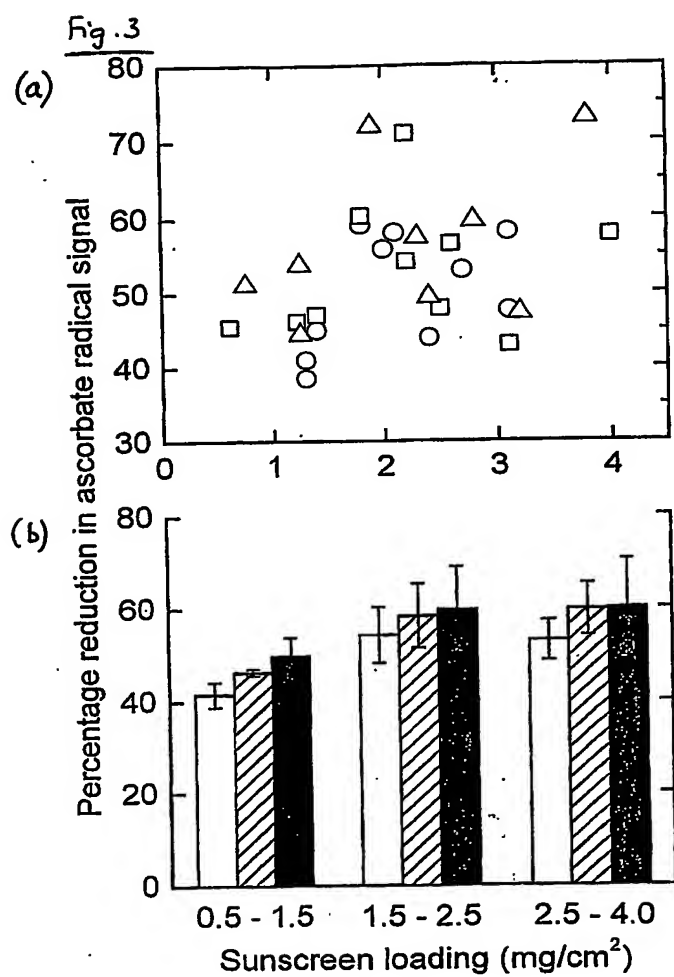 Fig. 3
(a)
80
70
60
50
40
30
0 1 2 3 4
Percentage reduction in ascorbate radical signal
(b)
80
60
40
20
0
0.5 - 1.5 1.5 - 2.5 2.5 - 4.0
Sunscreen loading (mg/cm²)